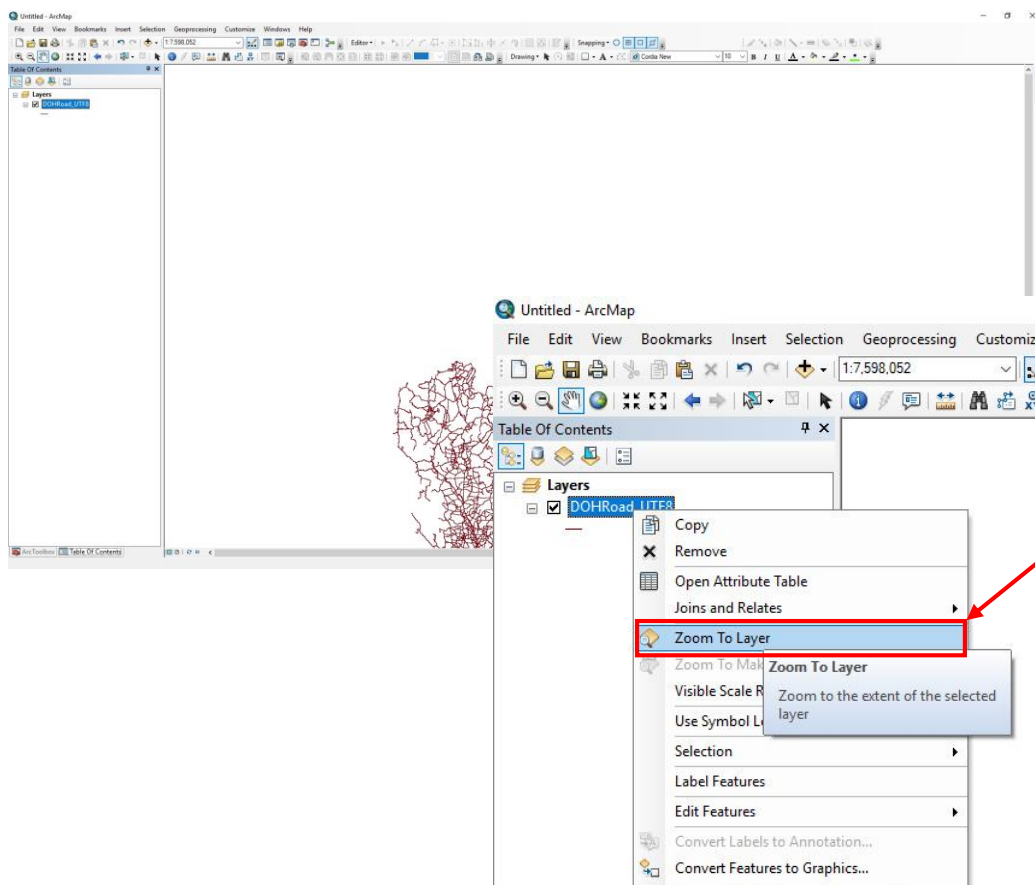 Untitled - ArcMap
File Edit View Bookmarks Insert Selection Geoprocessing Customize Windows Help
1:7,598,052
Editor
Snapping
Drawing
Cordia New
10
B I U A
Table Of Contents
Layers
DOHRoad_UTF8
ArcToolbox Table Of Contents
Untitled - ArcMap
File Edit View Bookmarks Insert Selection Geoprocessing Customiz
1:7,598,052
Table Of Contents
Layers
DOHRoad_UTF8
Copy
Remove
Open Attribute Table
Joins and Relates
Zoom To Layer
Zoom To Mak
Zoom To Layer
Visible Scale R
Zoom to the extent of the selected
layer
Use Symbol L
Selection
Label Features
Edit Features
Convert Labels to Annotation...
Convert Features to Graphics...